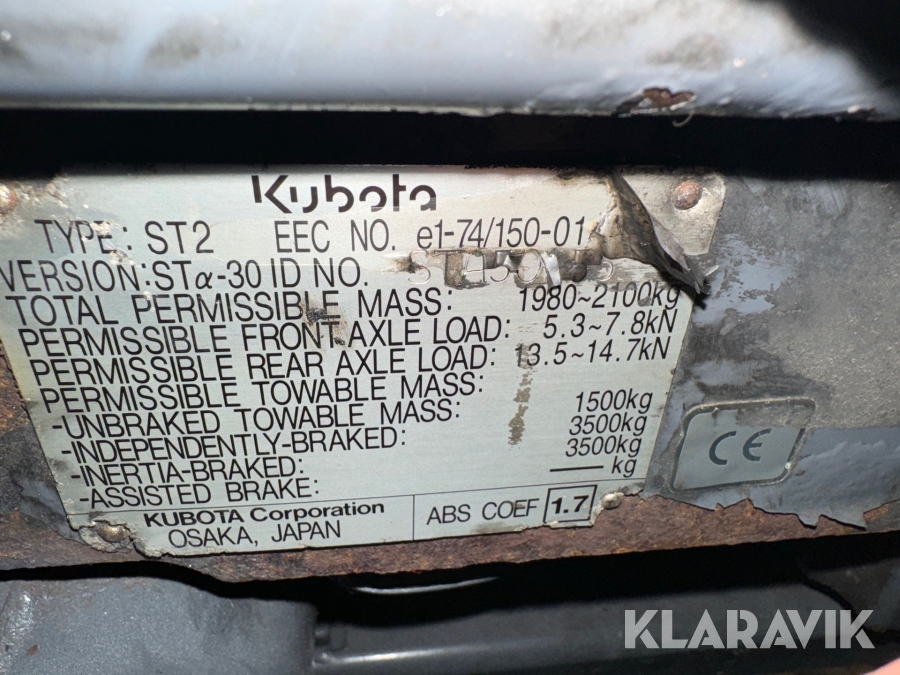 Kubota
TYPE: ST2 EEC NO. e1-74/150-01
VERSION:STα-30 ID NO.
TOTAL PERMISSIBLE MASS: 1980~2100kg
PERMISSIBLE FRONT AXLE LOAD: 5.3~7.8kN
PERMISSIBLE REAR AXLE LOAD: 13.5~14.7kN
PERMISSIBLE TOWABLE MASS:
-UNBRAKED TOWABLE MASS: 1500kg
-INDEPENDENTLY-BRAKED: 3500kg
-INERTIA-BRAKED: 3500kg
-ASSISTED BRAKE: — kg
KUBOTA Corporation
OSAKA, JAPAN
ABS COEF 1.7
CE
KLARAVIK